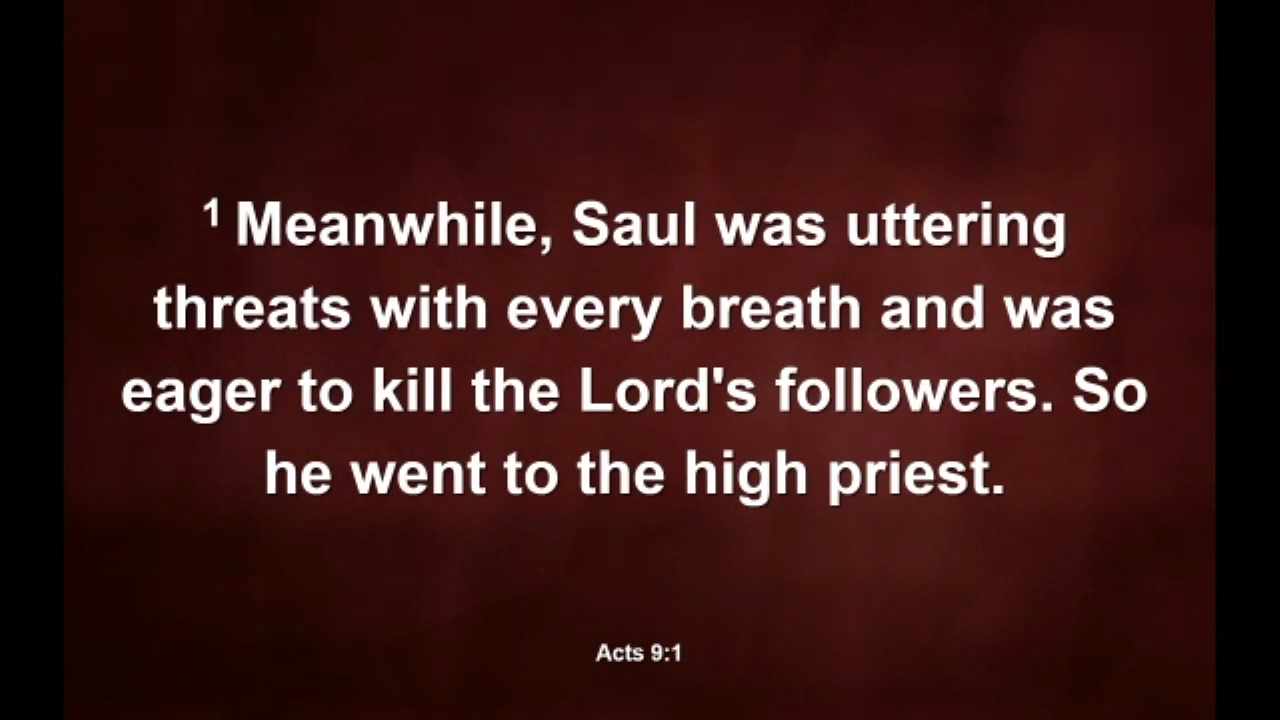 1 Meanwhile, Saul was uttering
threats with every breath and was
eager to kill the Lord's followers. So
he went to the high priest.
Acts 9:1